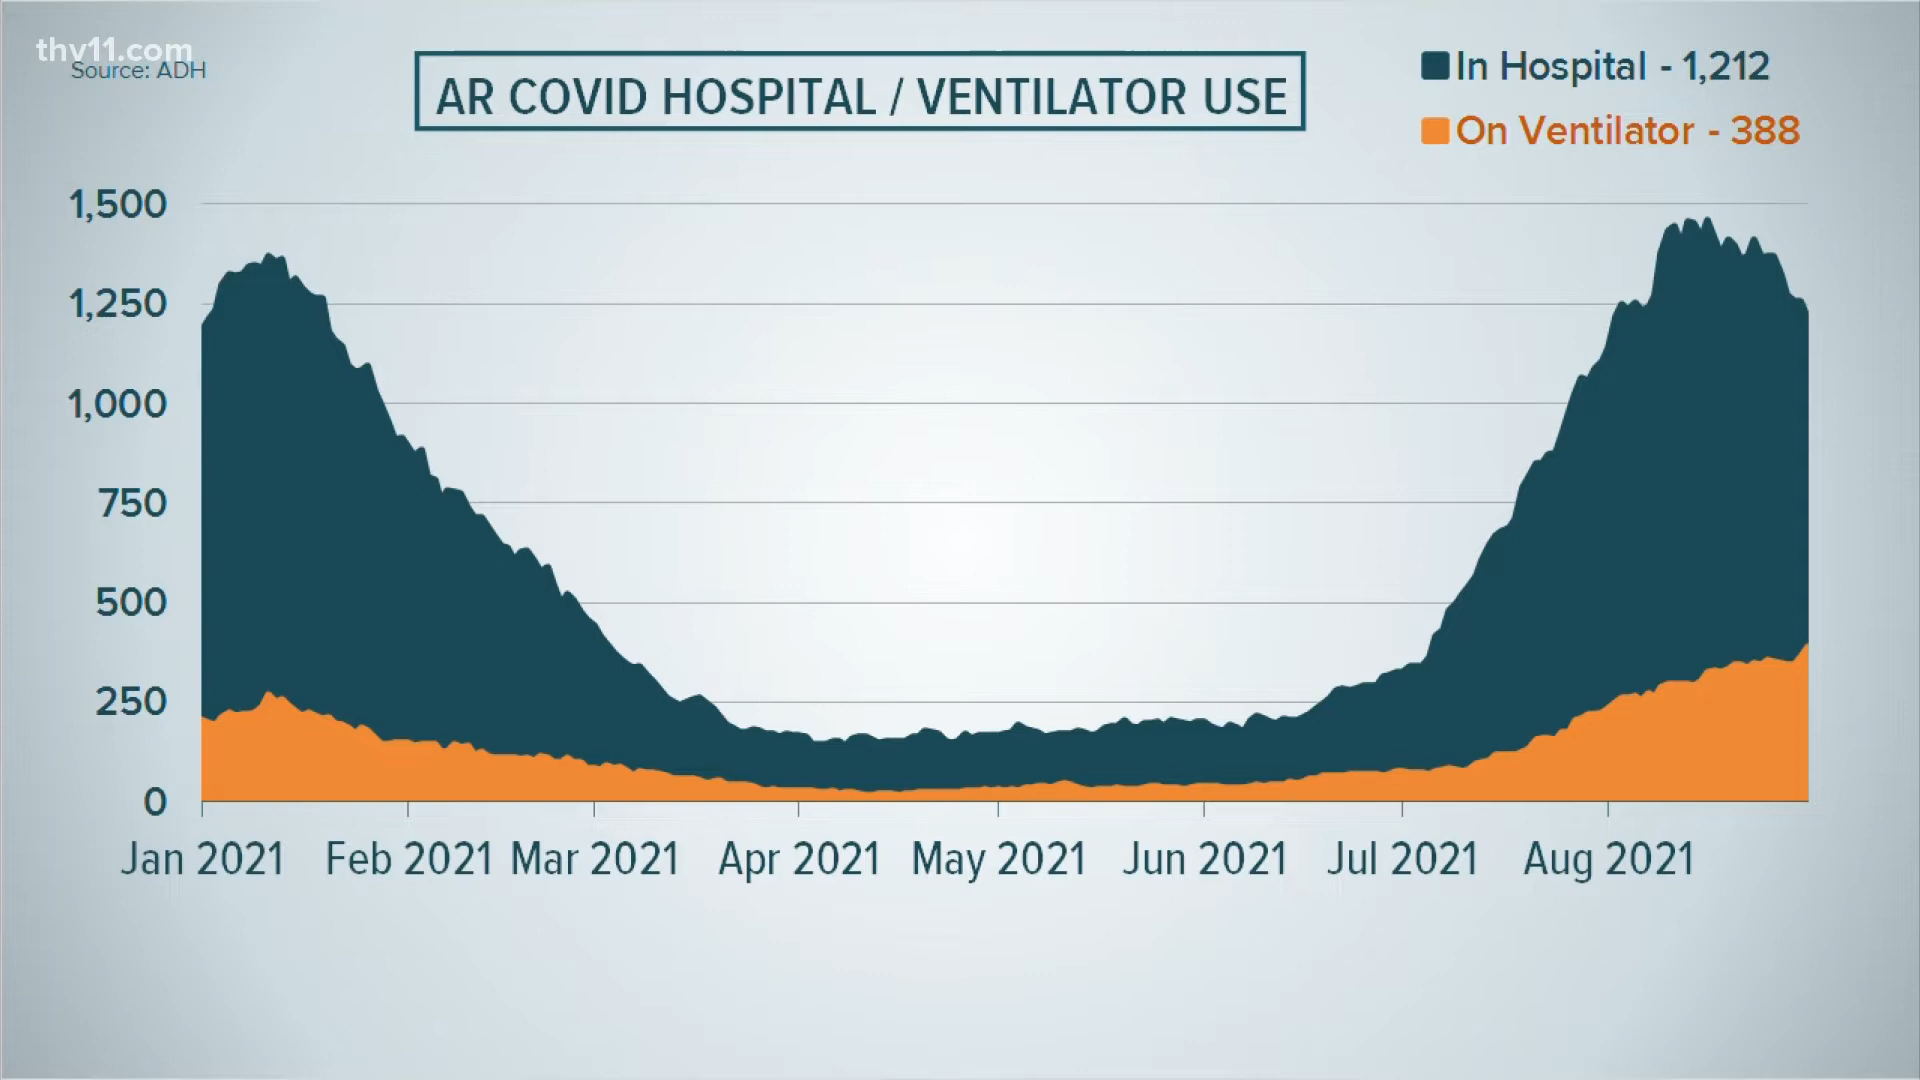 thv11.com
Source: ADH
AR COVID HOSPITAL / VENTILATOR USE
In Hospital - 1,212
On Ventilator - 388
1,500
1,250
1,000
750
500
250
0
Jan 2021 Feb 2021 Mar 2021 Apr 2021 May 2021 Jun 2021 Jul 2021 Aug 2021